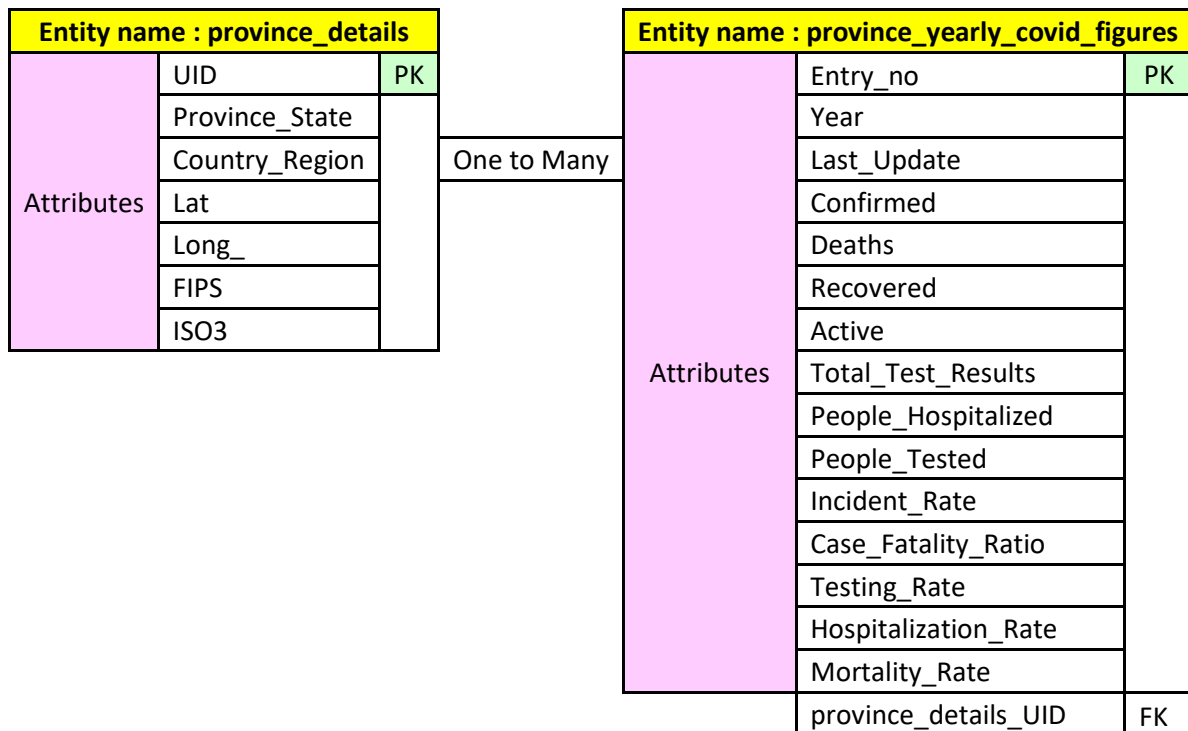 Entity name : province_details
Attributes
UID PK
Province_State
Country_Region
Lat
Long_
FIPS
ISO3
One to Many
Entity name : province_yearly_covid_figures
Attributes
Entry_no PK
Year
Last_Update
Confirmed
Deaths
Recovered
Active
Total_Test_Results
People_Hospitalized
People_Tested
Incident_Rate
Case_Fatality_Ratio
Testing_Rate
Hospitalization_Rate
Mortality_Rate
province_details_UID FK